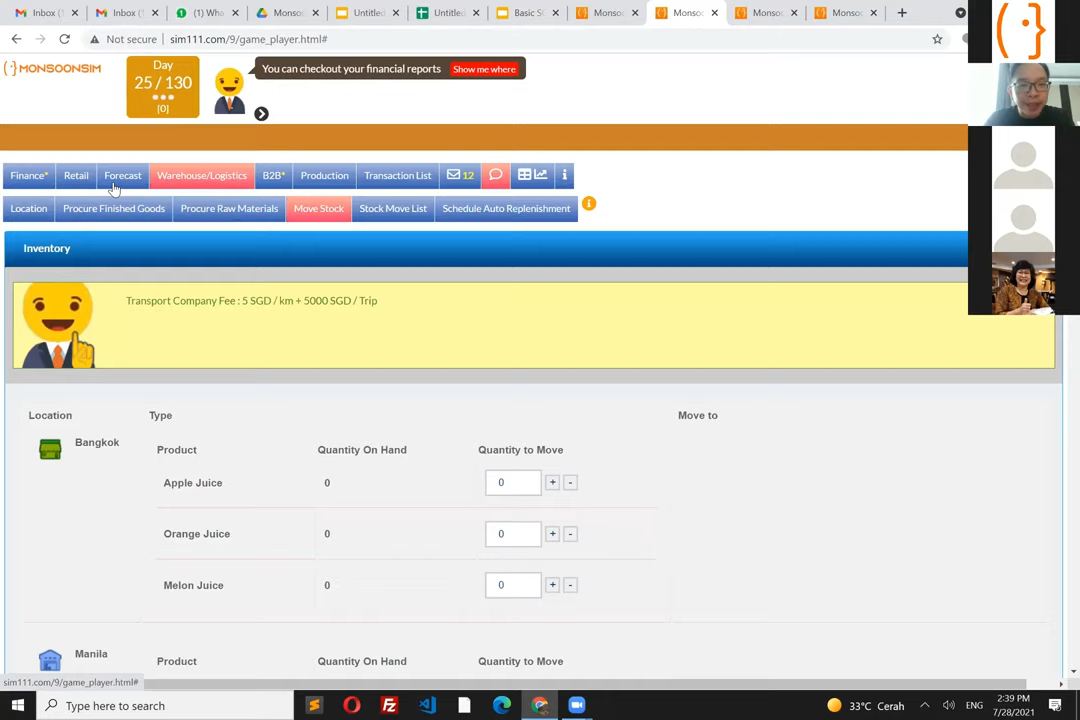 Inbox (1
Inbox (
(1) Wha
Monsoo
Untitled
Untitled
Basic S
Monso
Monso
Monso
Monso
Not secure
sim111.com/9/game_player.html#
MONSOONSIM
Day
25 / 130
[0]
You can checkout your financial reports
Show me where
Finance*
Retail
Forecast
Warehouse/Logistics
B2B*
Production
Transaction List
12
i
Location
Procure Finished Goods
Procure Raw Materials
Move Stock
Stock Move List
Schedule Auto Replenishment
i
Inventory
Transport Company Fee : 5 SGD / km + 5000 SGD / Trip
Location
Type
Move to
Bangkok
Product
Quantity On Hand
Quantity to Move
Apple Juice
0
0
+
-
Orange Juice
0
0
+
-
Melon Juice
0
0
+
-
Manila
Product
Quantity On Hand
Quantity to Move
sim111.com/9/game_player.html#
Type here to search
33°C Cerah
ENG
2:39 PM
7/28/2021